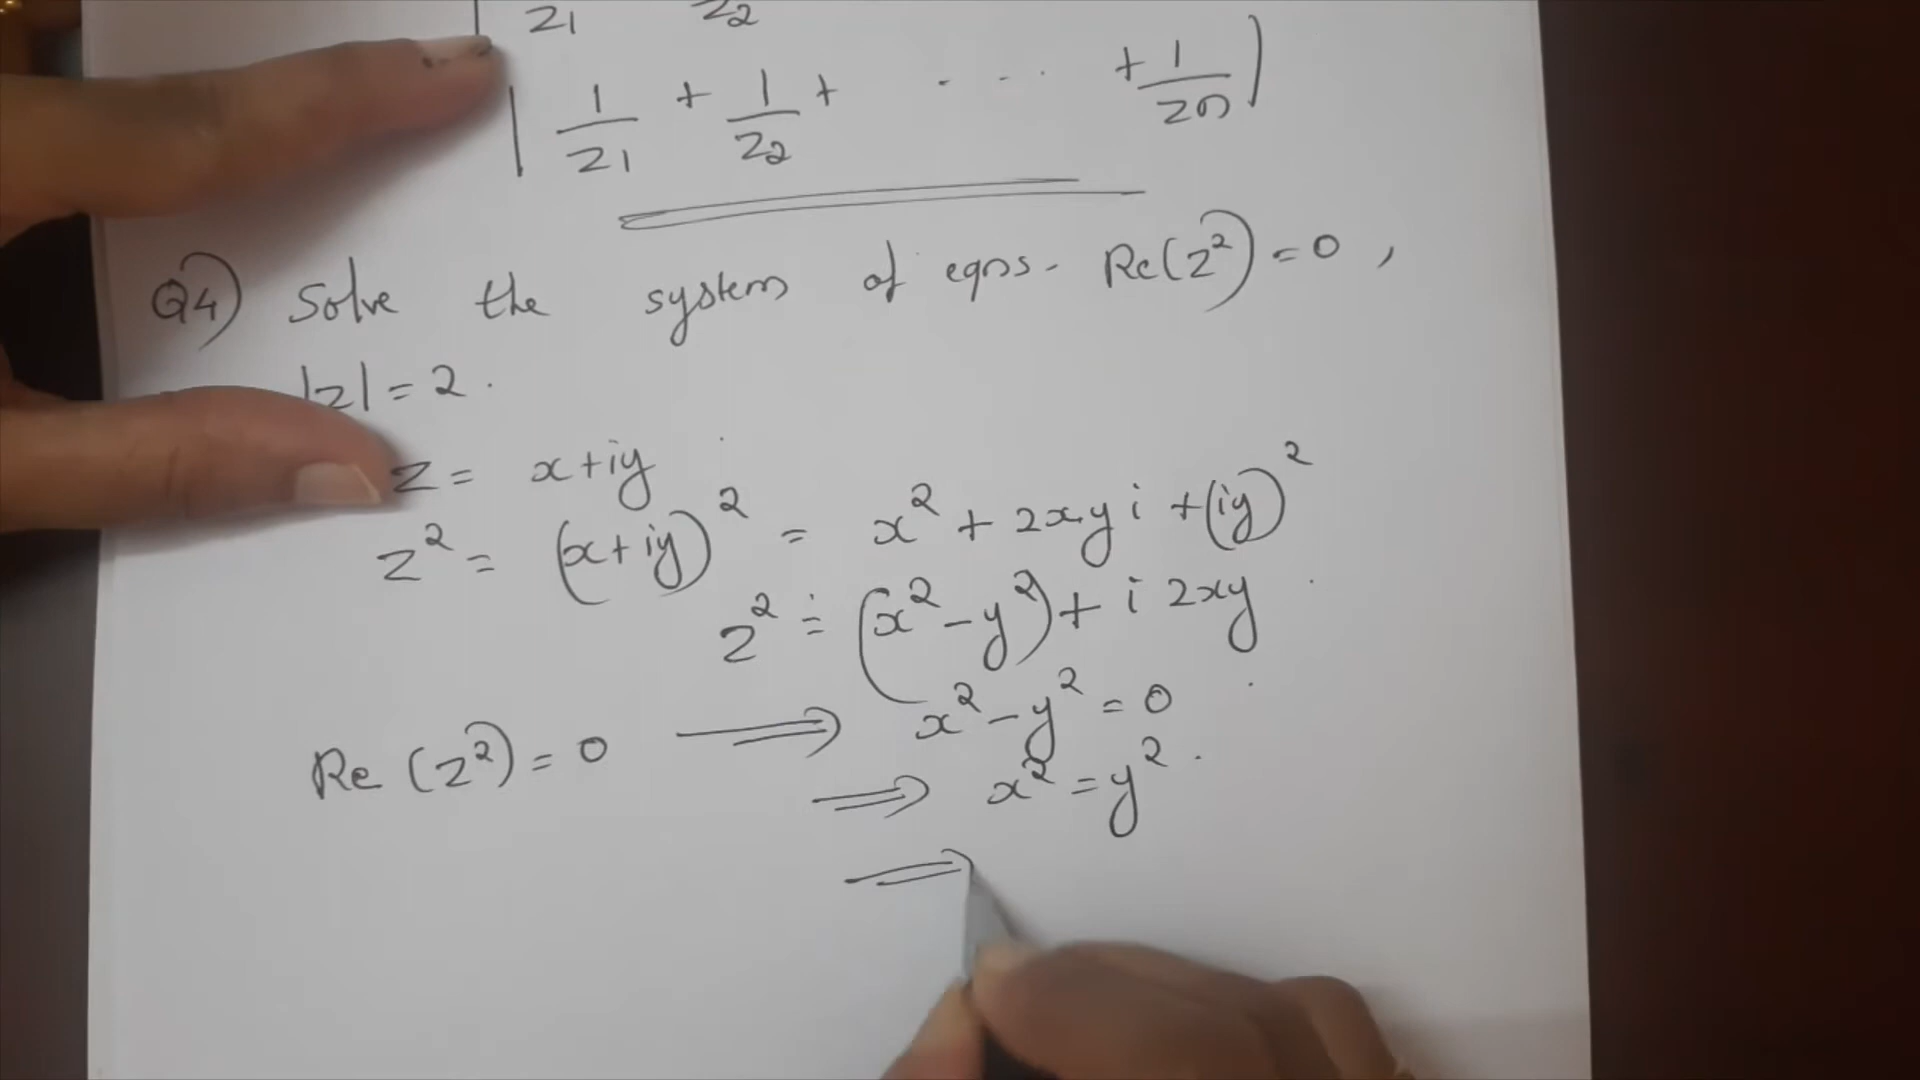 z1 z2
| 1/z1 + 1/z2 + . - - . + 1/zn |
Q4) Solve the system of eqns. Re(z²) = 0 ,
|z| = 2 .
z = x+iy
z² = (x+iy)² = x² + 2xyi + (iy)²
z² = (x² - y²) + i 2xy
Re (z²) = 0 ⟹ x² - y² = 0
⟹ x² = y² .
⟹